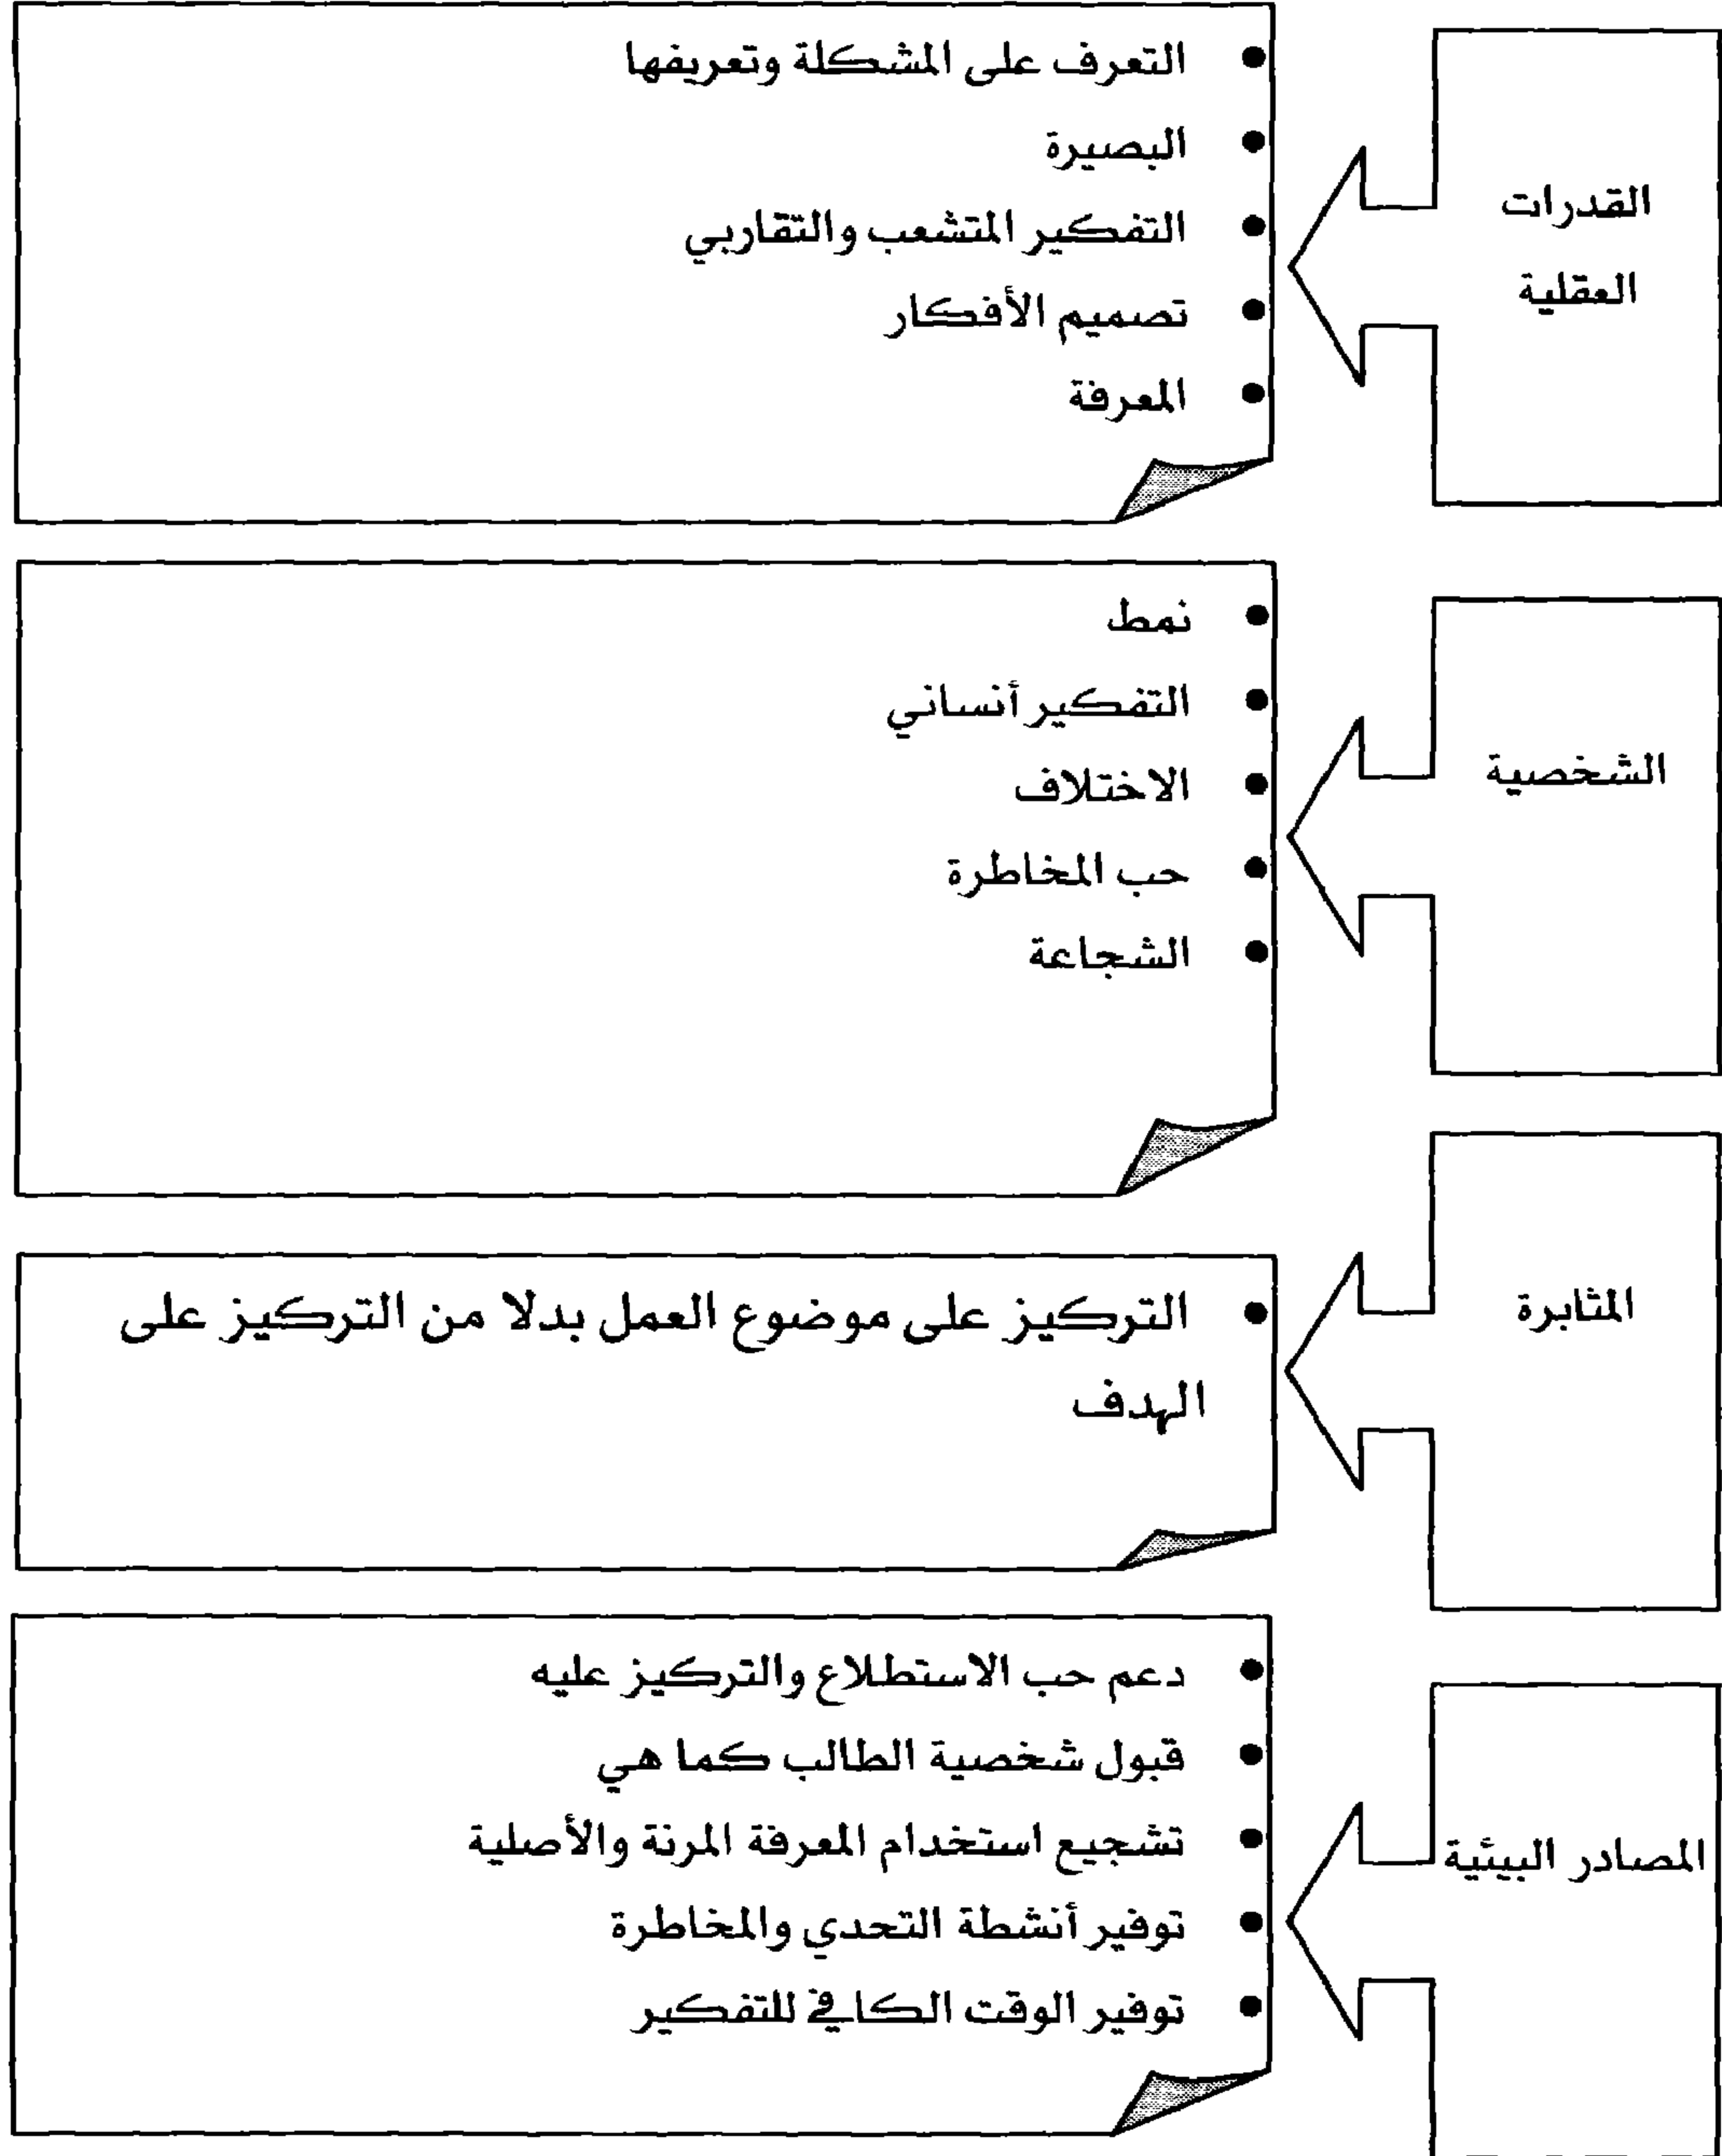 القدرات
العقلية
• التعرف على المشكلة وتعريفها
• البصيرة
• التفكير المتشعب والتقاربي
• تصميم الأفكار
• المعرفة
الشخصية
• نمط
• التفكير أنساني
• الاختلاف
• حب المخاطرة
• الشجاعة
المثابرة
• التركيز على موضوع العمل بدلا من التركيز على
الهدف
المصادر البيئية
• دعم حب الاستطلاع والتركيز عليه
• قبول شخصية الطالب كما هي
• تشجيع استخدام المعرفة المرنة والأصلية
• توفير أنشطة التحدي والمخاطرة
• توفير الوقت الكافي للتفكير